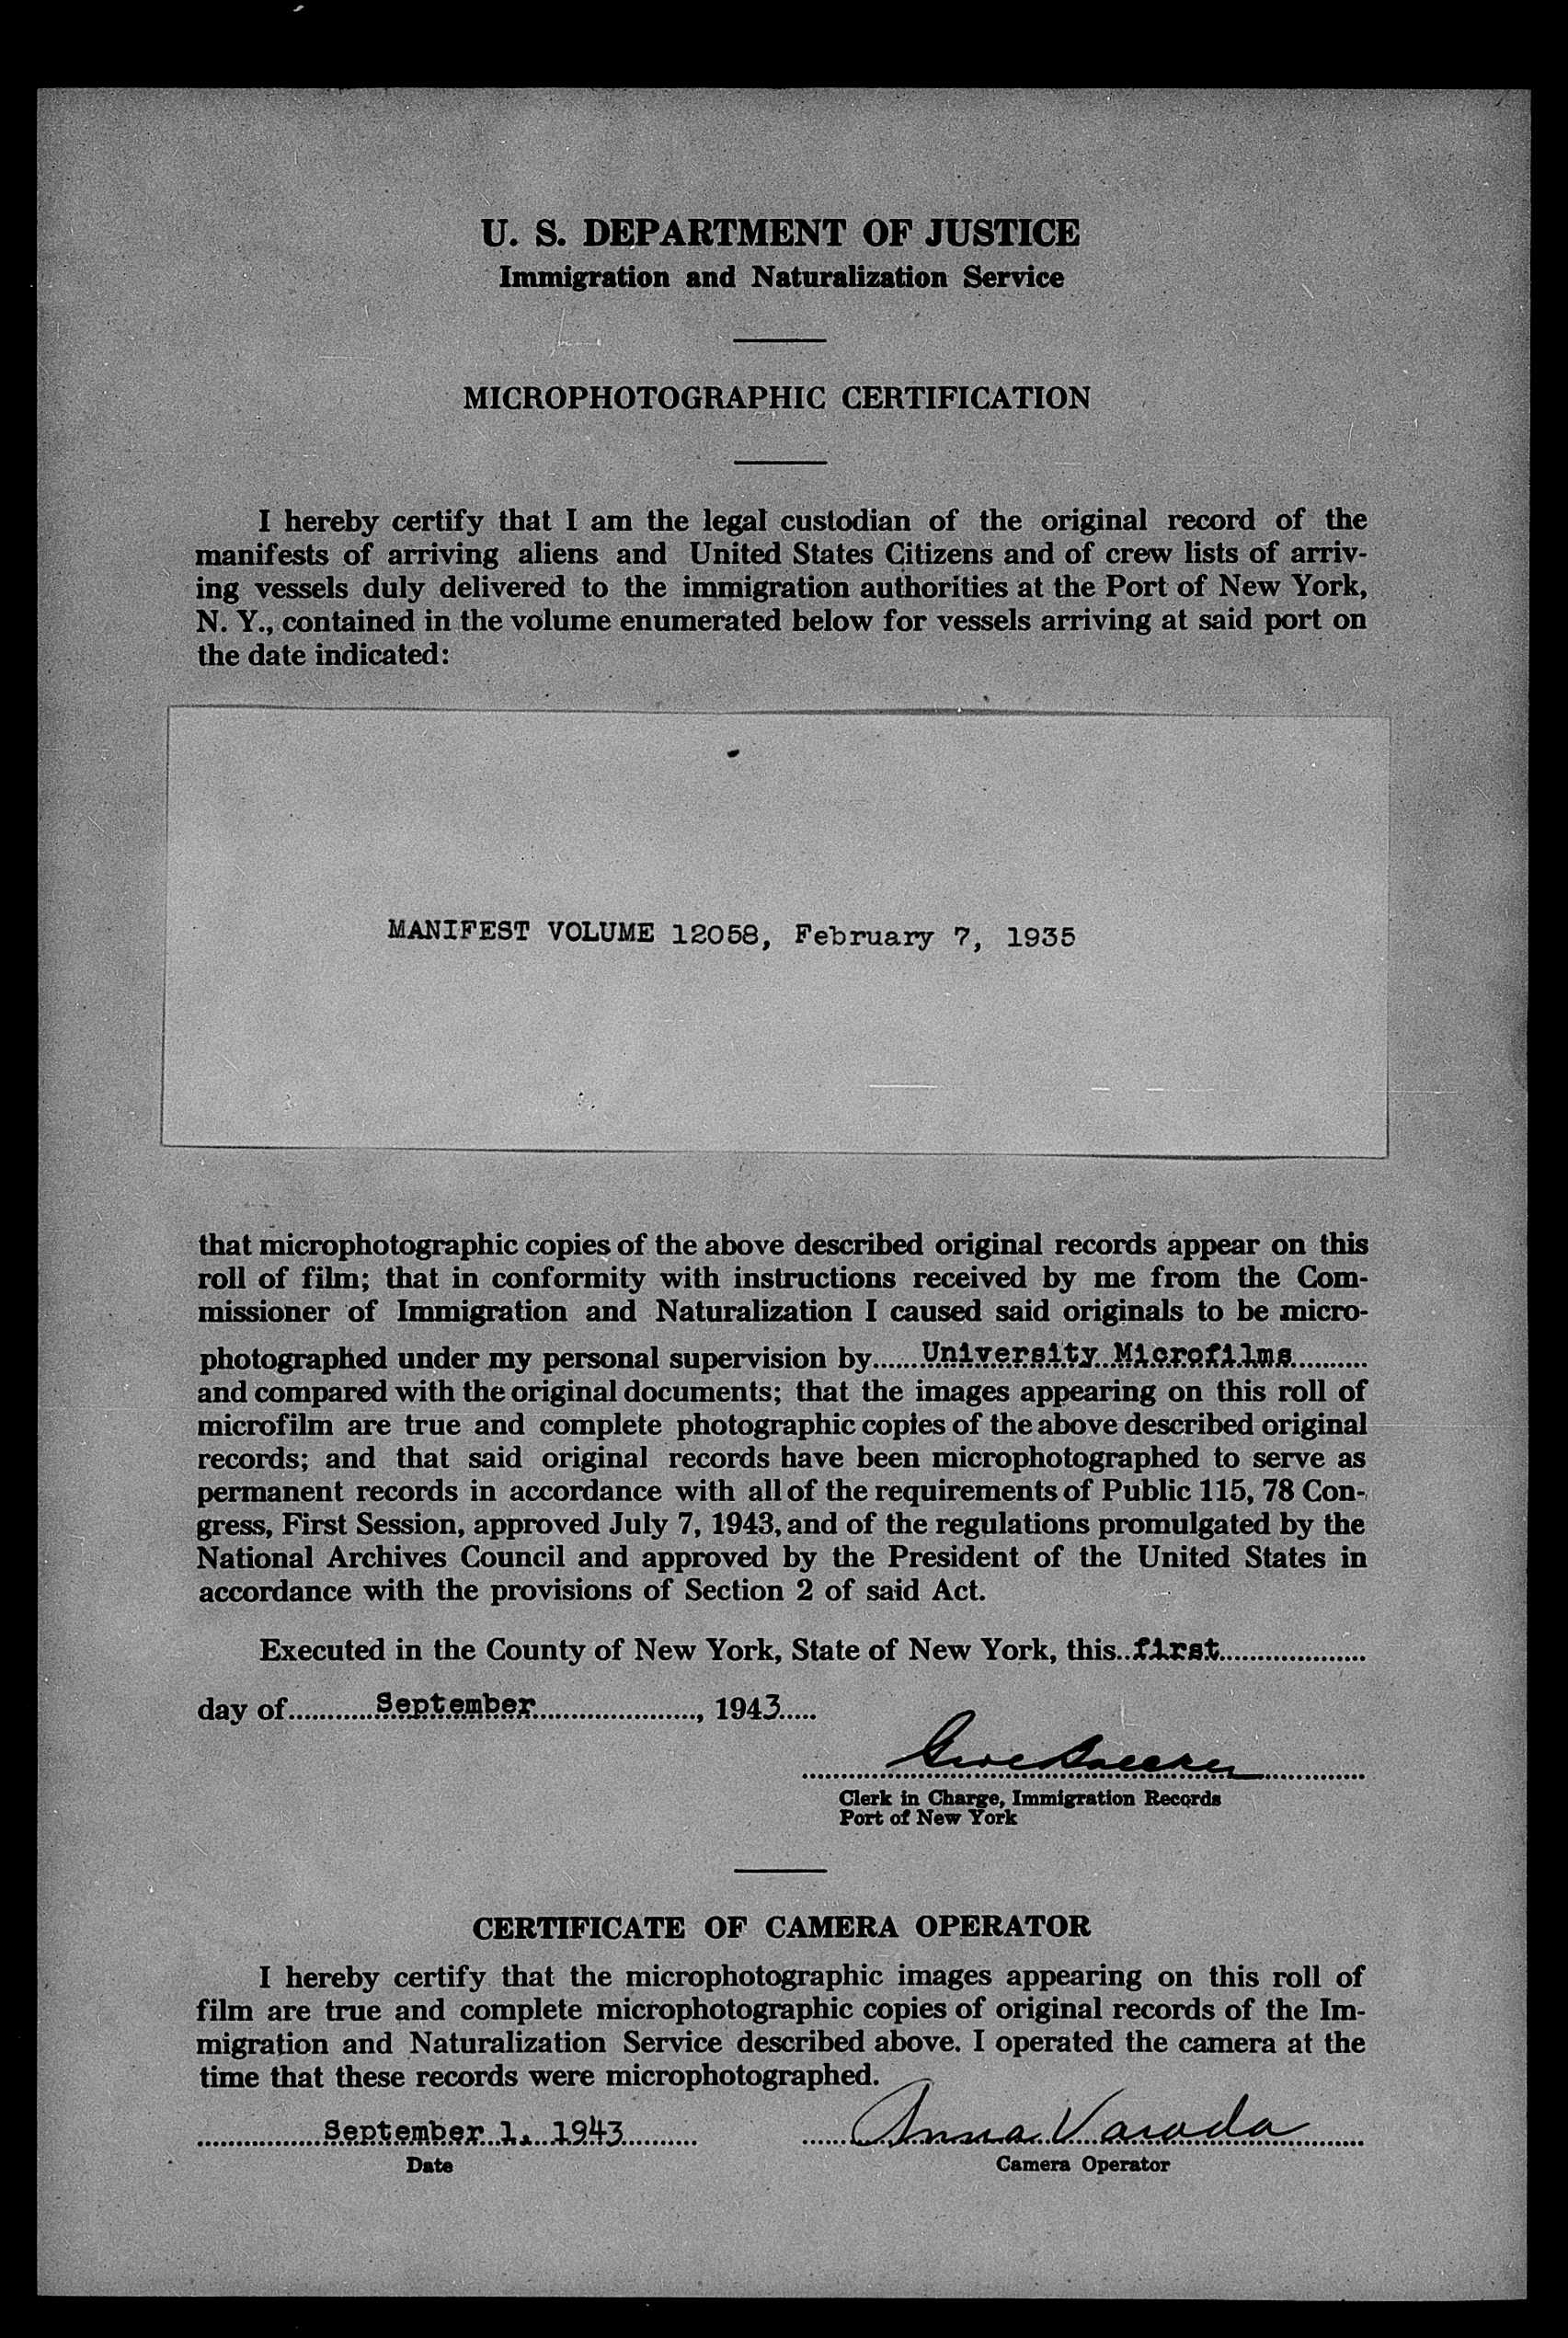 U. S. DEPARTMENT OF JUSTICE
Immigration and Naturalization Service
MICROPHOTOGRAPHIC CERTIFICATION
I hereby certify that I am the legal custodian of the original record of the
manifests of arriving aliens and United States Citizens and of crew lists of arriv-
ing vessels duly delivered to the immigration authorities at the Port of New York,
N. Y., contained in the volume enumerated below for vessels arriving at said port on
the date indicated:
MANIFEST VOLUME 12058, February 7, 1935
that microphotographic copies of the above described original records appear on this
roll of film; that in conformity with instructions received by me from the Com-
missioner of Immigration and Naturalization I caused said originals to be micro-
photographed under my personal supervision by.......University Microfilms...........
and compared with the original documents; that the images appearing on this roll of
microfilm are true and complete photographic copies of the above described original
records; and that said original records have been microphotographed to serve as
permanent records in accordance with all of the requirements of Public 115, 78 Con-
gress, First Session, approved July 7, 1943, and of the regulations promulgated by the
National Archives Council and approved by the President of the United States in
accordance with the provisions of Section 2 of said Act.
Executed in the County of New York, State of New York, this..first.....................
day of............September........................, 1943.....
Clerk in Charge, Immigration Records
Port of New York
CERTIFICATE OF CAMERA OPERATOR
I hereby certify that the microphotographic images appearing on this roll of
film are true and complete microphotographic copies of original records of the Im-
migration and Naturalization Service described above. I operated the camera at the
time that these records were microphotographed.
September 1, 1943
Anna Varada
Date
Camera Operator